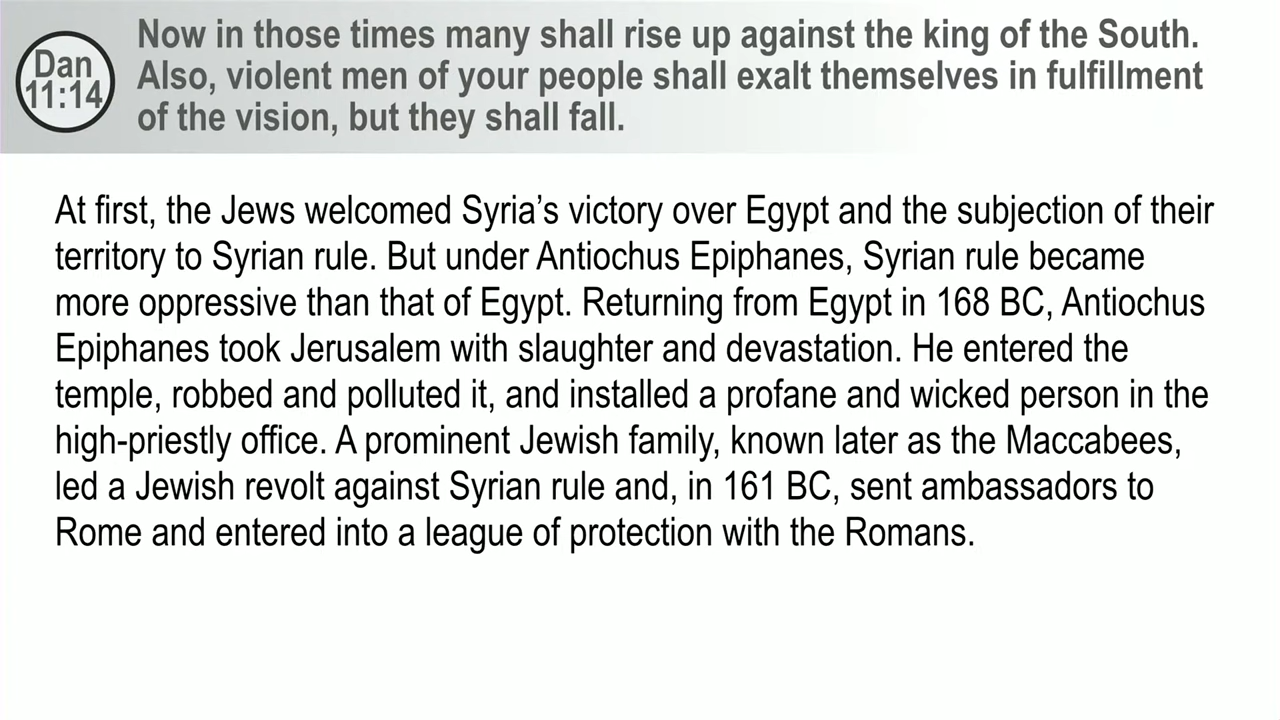 Dan
11:14
Now in those times many shall rise up against the king of the South.
Also, violent men of your people shall exalt themselves in fulfillment
of the vision, but they shall fall.
At first, the Jews welcomed Syria’s victory over Egypt and the subjection of their
territory to Syrian rule. But under Antiochus Epiphanes, Syrian rule became
more oppressive than that of Egypt. Returning from Egypt in 168 BC, Antiochus
Epiphanes took Jerusalem with slaughter and devastation. He entered the
temple, robbed and polluted it, and installed a profane and wicked person in the
high-priestly office. A prominent Jewish family, known later as the Maccabees,
led a Jewish revolt against Syrian rule and, in 161 BC, sent ambassadors to
Rome and entered into a league of protection with the Romans.